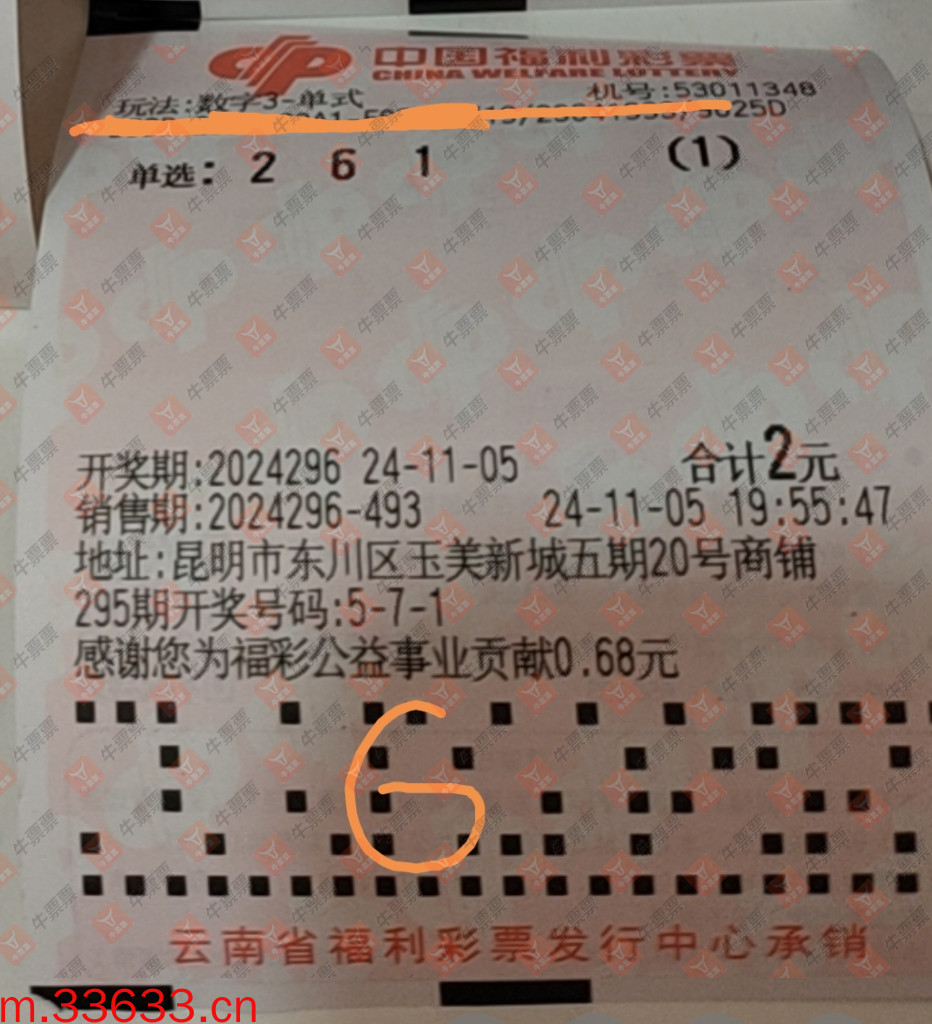 中国福利彩票
CHINA WELFARE LOTTERY
玩法:数字3-单式 机号:53011348
单选: 2 6 1 (1)
开奖期:2024296 24-11-05 合计2元
销售期:2024296-493 24-11-05 19:55:47
地址:昆明市东川区玉美新城五期20号商铺
295期开奖号码:5-7-1
感谢您为福彩公益事业贡献0.68元
云南省福利彩票发行中心承销
m.33633.cn
牛票票